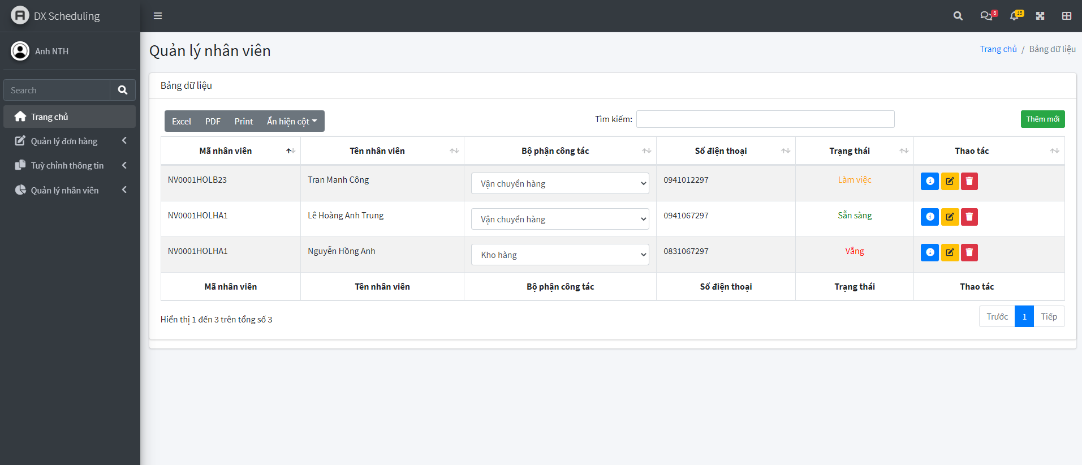 DX Scheduling
Anh NTH
Search
Trang chủ
Quản lý đơn hàng
Tuỳ chỉnh thông tin
Quản lý nhân viên
Quản lý nhân viên
Trang chủ / Bảng dữ liệu
Bảng dữ liệu
Excel PDF Print Ẩn hiện cột
Tìm kiếm:
Thêm mới
Mã nhân viên Tên nhân viên Bộ phận công tác Số điện thoại Trạng thái Thao tác
NV0001HOLB23 Tran Manh Công Vận chuyển hàng 0941012297 Làm việc
NV0001HOLHA1 Lê Hoàng Anh Trung Vận chuyển hàng 0941067297 Sẵn sàng
NV0001HOLHA1 Nguyễn Hồng Anh Kho hàng 0831067297 Vắng
Mã nhân viên Tên nhân viên Bộ phận công tác Số điện thoại Trạng thái Thao tác
Hiển thị 1 đến 3 trên tổng số 3
Trước 1 Tiếp